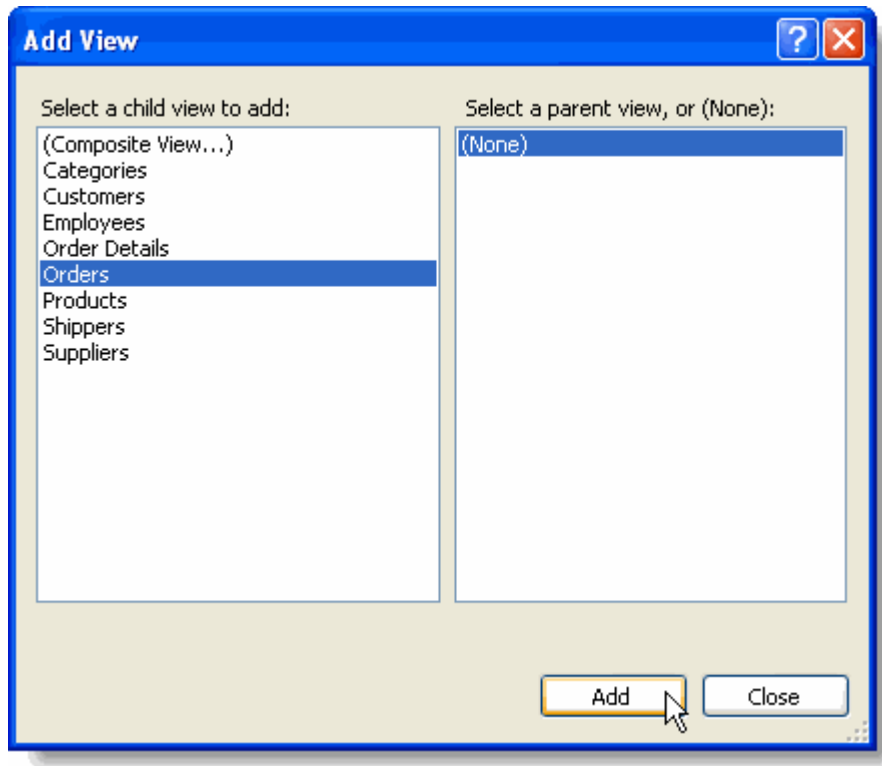 Add View
?
Select a child view to add:
(Composite View...)
Categories
Customers
Employees
Order Details
Orders
Products
Shippers
Suppliers
Select a parent view, or (None):
(None)
Add
Close